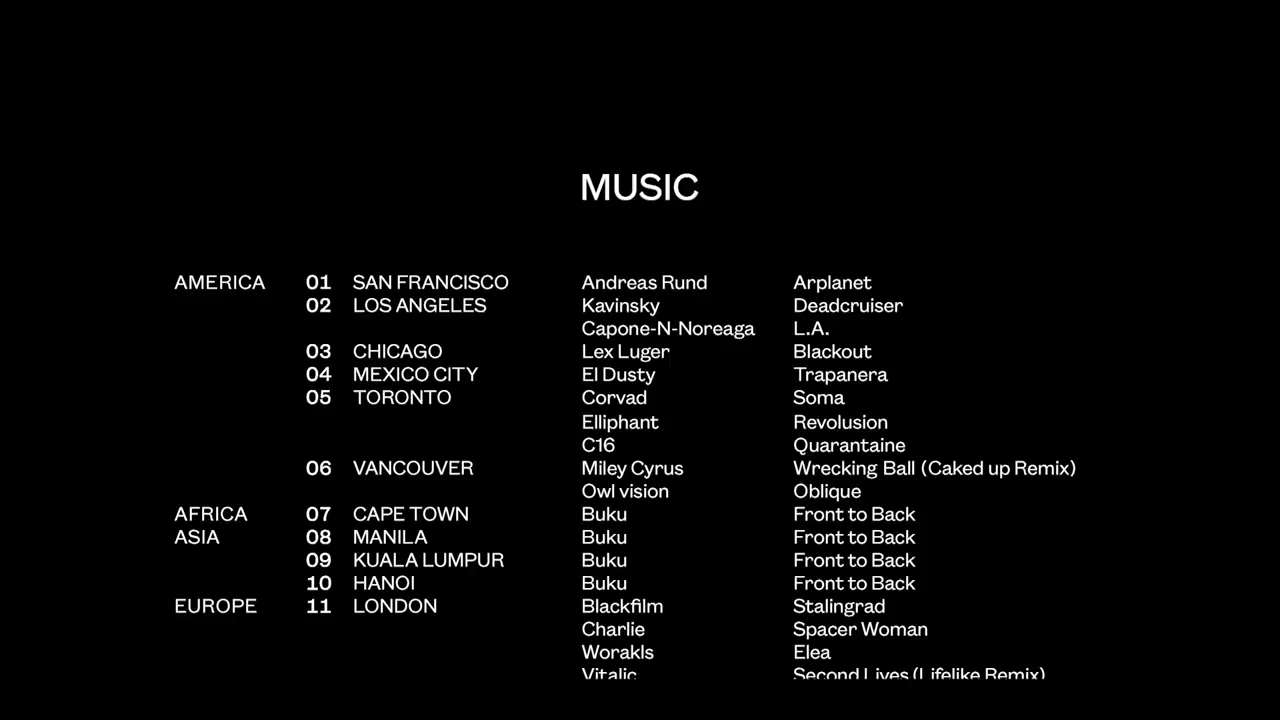 MUSIC
AMERICA 01 SAN FRANCISCO Andreas Rund Arplanet
02 LOS ANGELES Kavinsky Deadcruiser
Capone-N-Noreaga L.A.
03 CHICAGO Lex Luger Blackout
04 MEXICO CITY El Dusty Trapanera
05 TORONTO Corvad Soma
Elliphant Revolusion
C16 Quarantaine
06 VANCOUVER Miley Cyrus Wrecking Ball (Caked up Remix)
Owl vision Oblique
AFRICA 07 CAPE TOWN Buku Front to Back
ASIA 08 MANILA Buku Front to Back
09 KUALA LUMPUR Buku Front to Back
10 HANOI Buku Front to Back
EUROPE 11 LONDON Blackfilm Stalingrad
Charlie Spacer Woman
Worakls Elea
Vitalic Second Lives (Lifelike Remix)